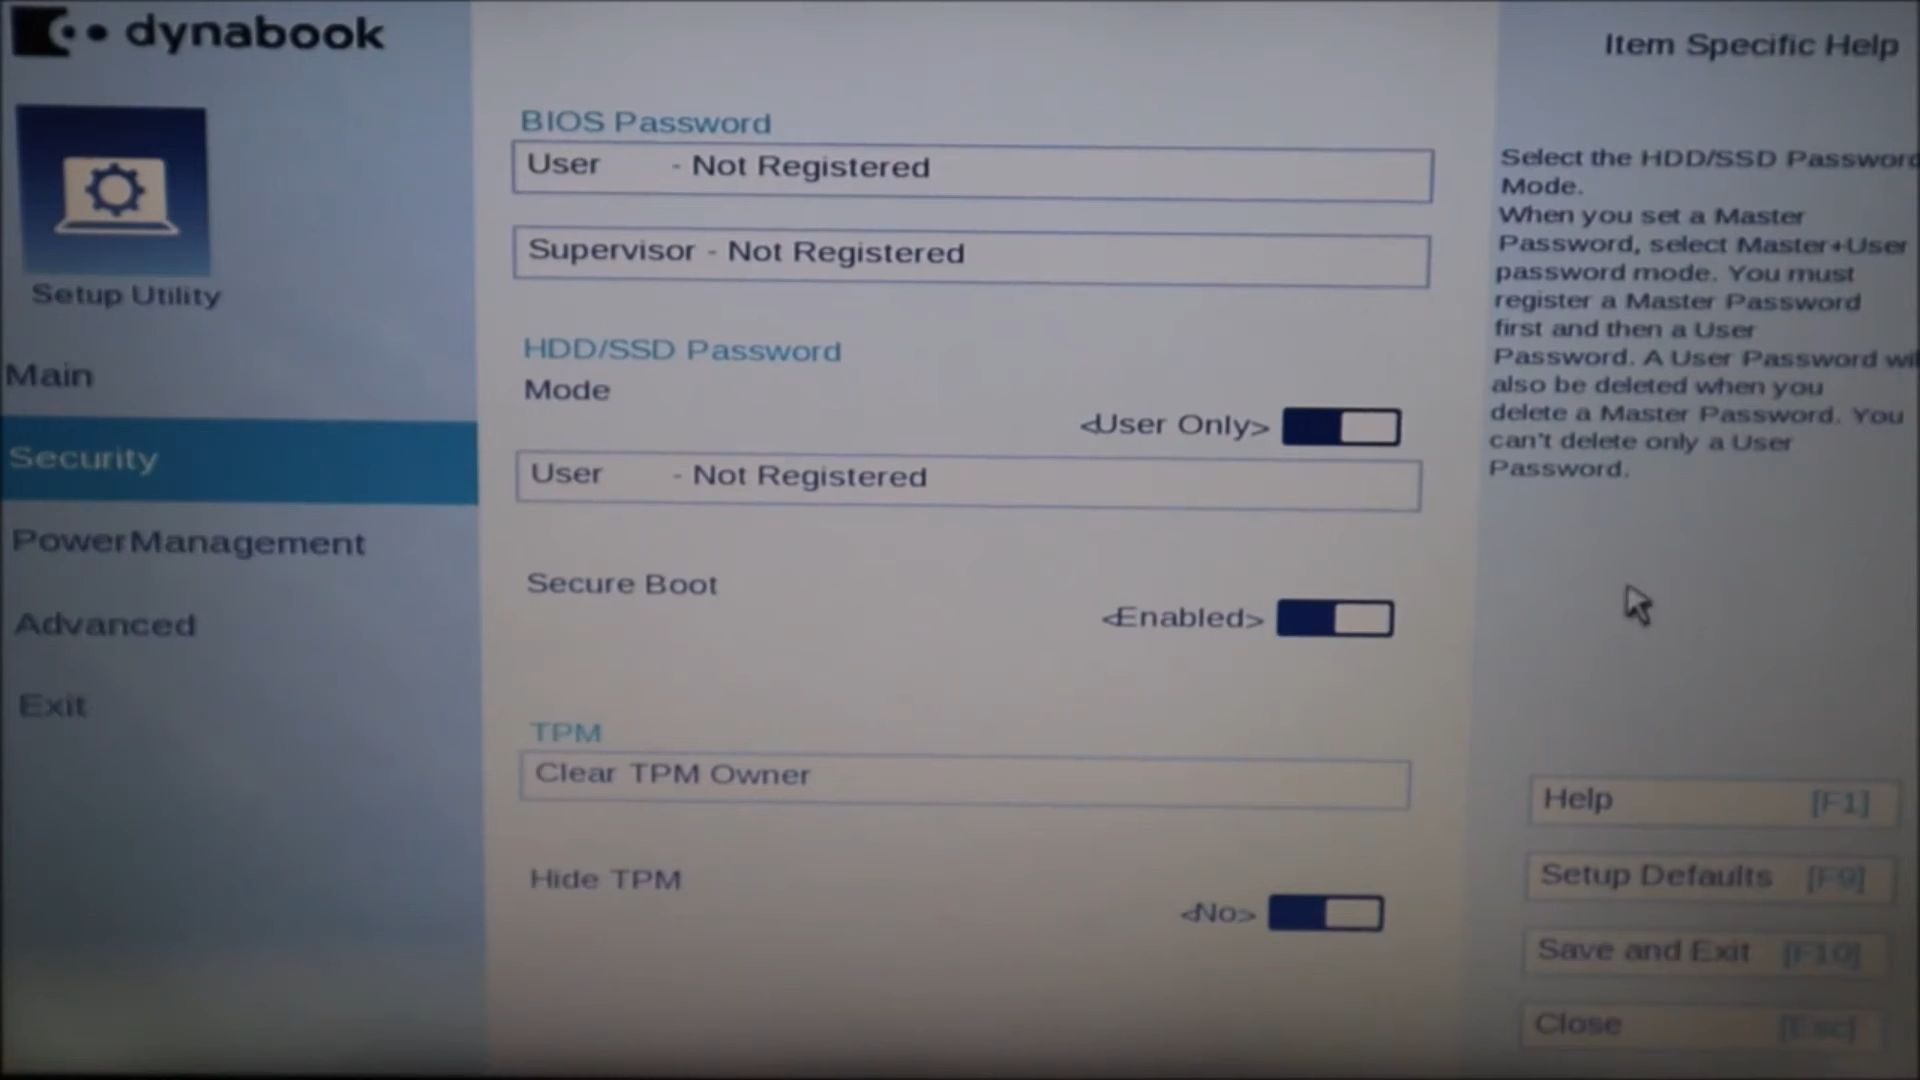 dynabook
Setup Utility
Main
Security
PowerManagement
Advanced
Exit
BIOS Password
User - Not Registered
Supervisor - Not Registered
HDD/SSD Password
Mode
<User Only>
User - Not Registered
Secure Boot
<Enabled>
TPM
Clear TPM Owner
Hide TPM
<No>
Item Specific Help
Select the HDD/SSD Password
Mode.
When you set a Master
Password, select Master+User
password mode. You must
register a Master Password
first and then a User
Password. A User Password wil
also be deleted when you
delete a Master Password. You
can't delete only a User
Password.
Help [F1]
Setup Defaults [F9]
Save and Exit [F10]
Close [Esc]